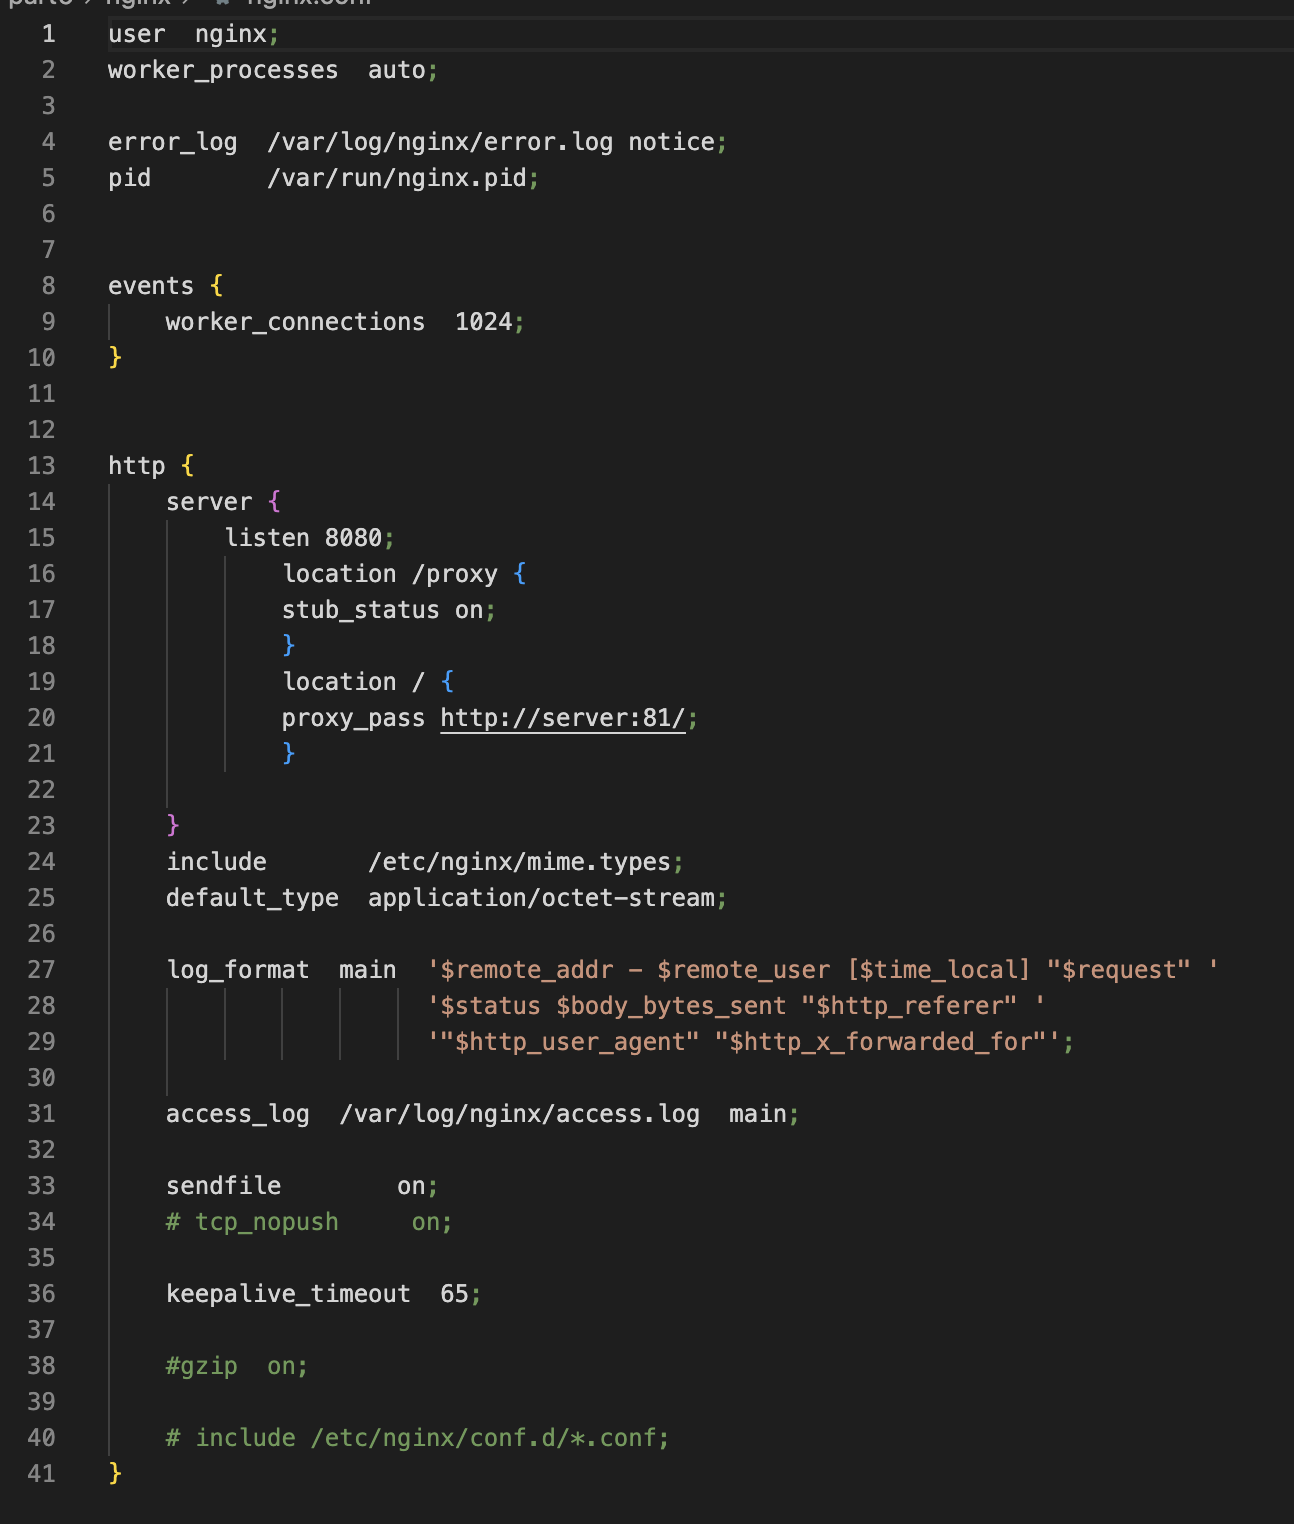 1 user  nginx;
2 worker_processes  auto;
3
4 error_log  /var/log/nginx/error.log notice;
5 pid        /var/run/nginx.pid;
6
7
8 events {
9     worker_connections  1024;
10 }
11
12
13 http {
14     server {
15         listen 8080;
16             location /proxy {
17             stub_status on;
18             }
19             location / {
20             proxy_pass http://server:81/;
21             }
22
23     }
24     include       /etc/nginx/mime.types;
25     default_type  application/octet-stream;
26
27     log_format  main  '$remote_addr - $remote_user [$time_local] "$request" '
28                       '$status $body_bytes_sent "$http_referer" '
29                       '"$http_user_agent" "$http_x_forwarded_for"';
30
31     access_log  /var/log/nginx/access.log  main;
32
33     sendfile        on;
34     # tcp_nopush     on;
35
36     keepalive_timeout  65;
37
38     #gzip  on;
39
40     # include /etc/nginx/conf.d/*.conf;
41 }